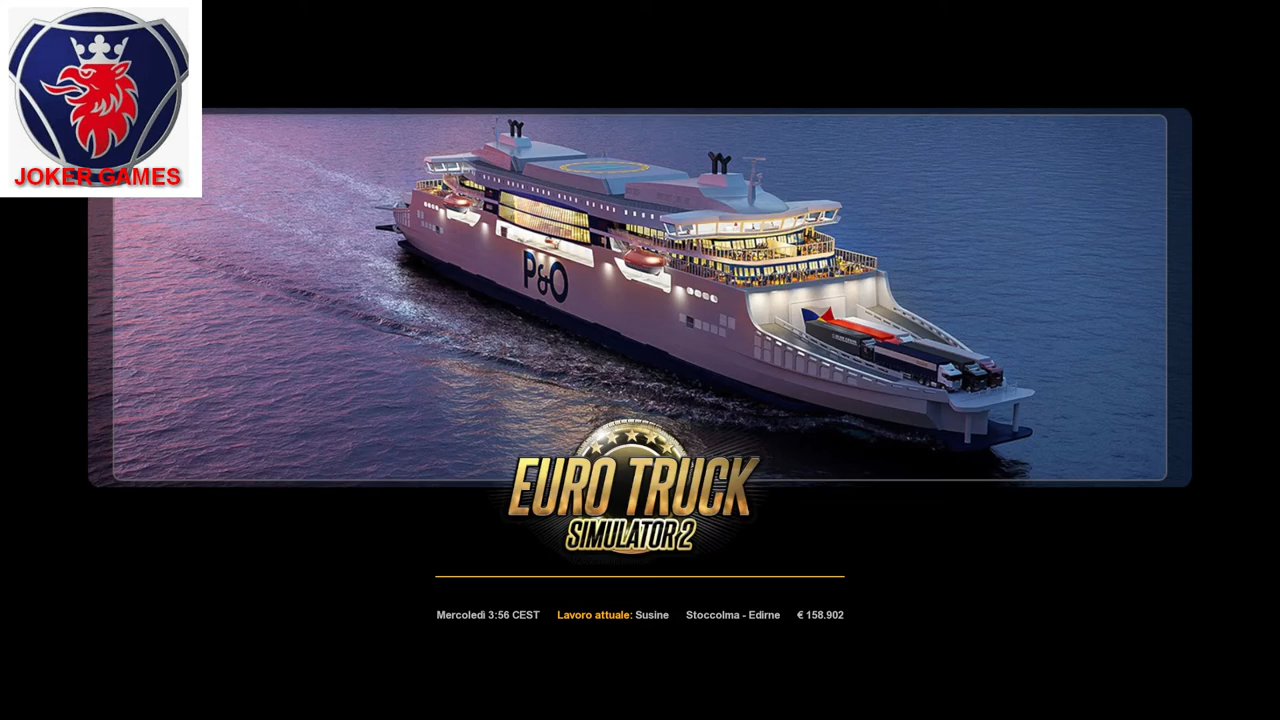 JOKER GAMES
P&O
EURO TRUCK
SIMULATOR 2
Mercoledì 3:56 CEST Lavoro attuale: Susine Stoccolma - Edirne € 158.902